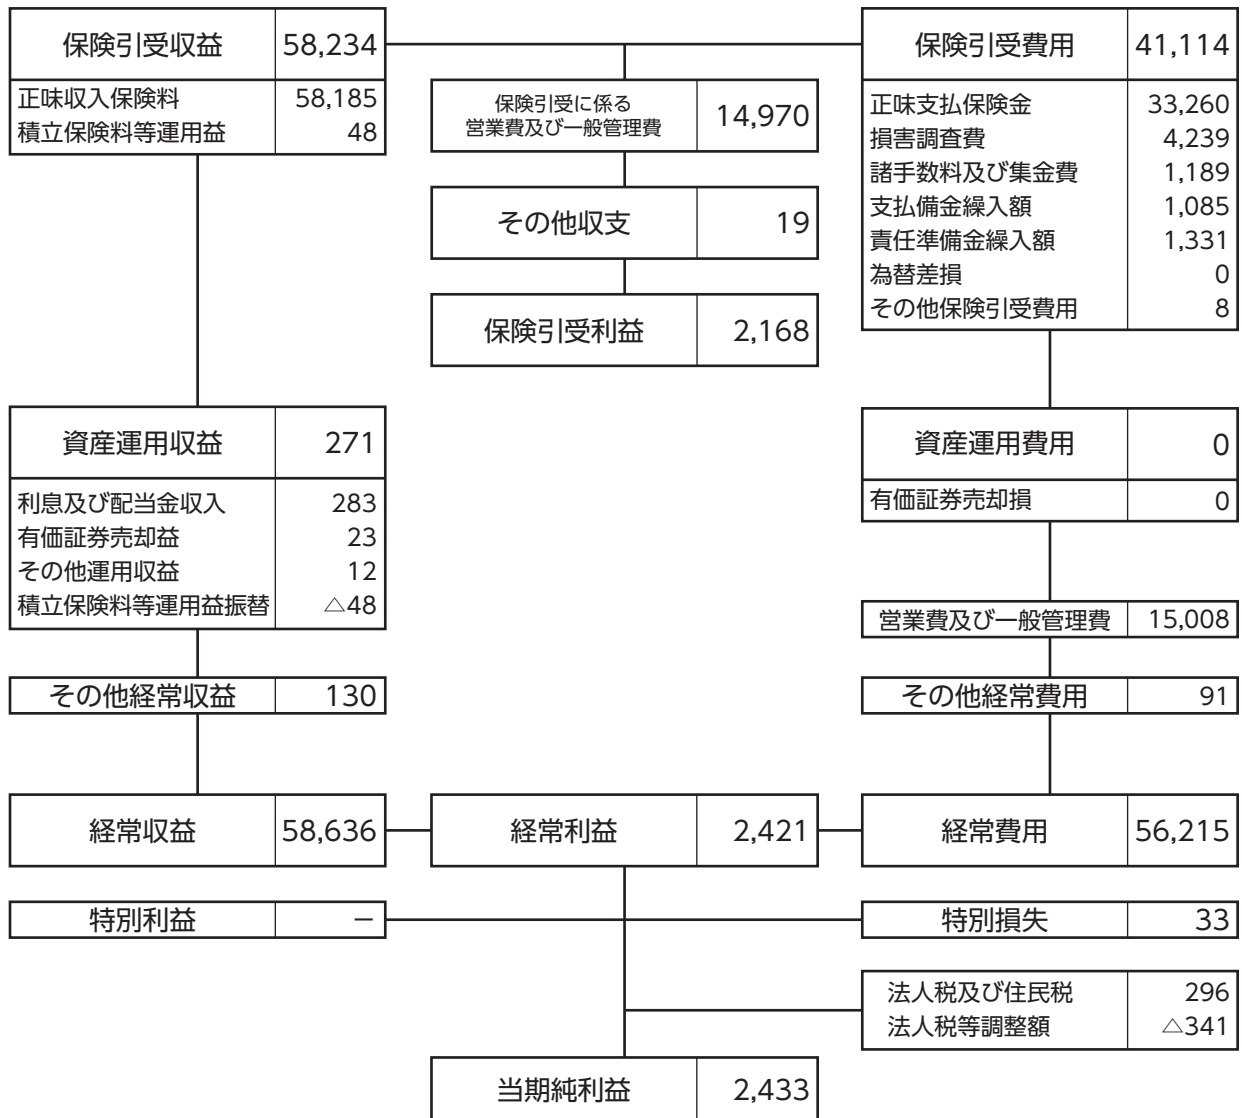 保険引受収益 58,234
正味収入保険料 58,185
積立保険料等運用益 48
保険引受に係る
営業費及び一般管理費 14,970
その他収支 19
保険引受利益 2,168
保険引受費用 41,114
正味支払保険金 33,260
損害調査費 4,239
諸手数料及び集金費 1,189
支払備金繰入額 1,085
責任準備金繰入額 1,331
為替差損 0
その他保険引受費用 8
資産運用収益 271
利息及び配当金収入 283
有価証券売却益 23
その他運用収益 12
積立保険料等運用益振替 △48
資産運用費用 0
有価証券売却損 0
営業費及び一般管理費 15,008
その他経常収益 130
その他経常費用 91
経常収益 58,636
経常利益 2,421
経常費用 56,215
特別利益 −
特別損失 33
法人税及び住民税 296
法人税等調整額 △341
当期純利益 2,433